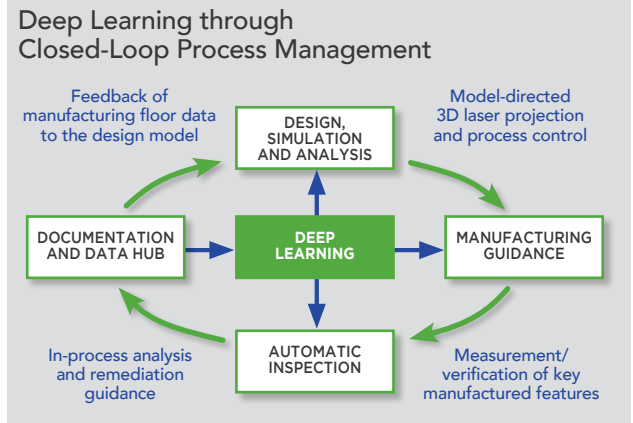 Deep Learning through
Closed-Loop Process Management
Feedback of
manufacturing floor data
to the design model
DESIGN,
SIMULATION
AND ANALYSIS
Model-directed
3D laser projection
and process control
DOCUMENTATION
AND DATA HUB
DEEP
LEARNING
MANUFACTURING
GUIDANCE
In-process analysis
and remediation
guidance
AUTOMATIC
INSPECTION
Measurement/
verification of key
manufactured features